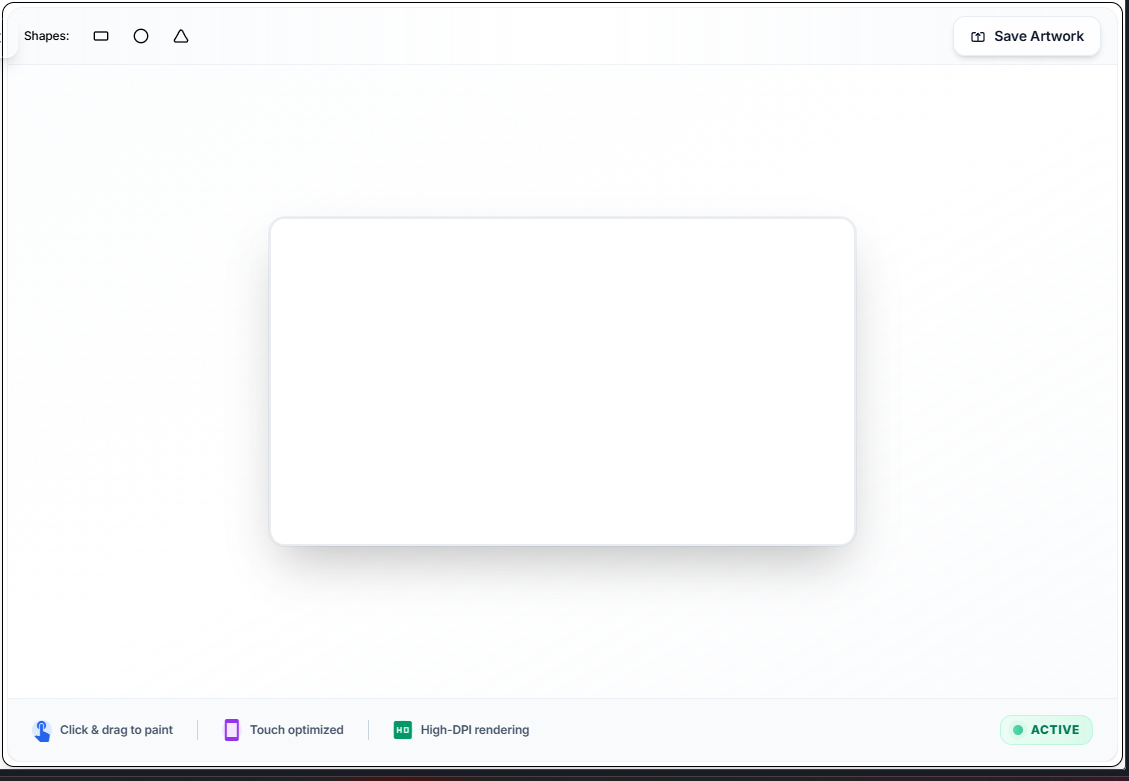 Shapes:
Save Artwork
Click & drag to paint
Touch optimized
HD
High-DPI rendering
ACTIVE